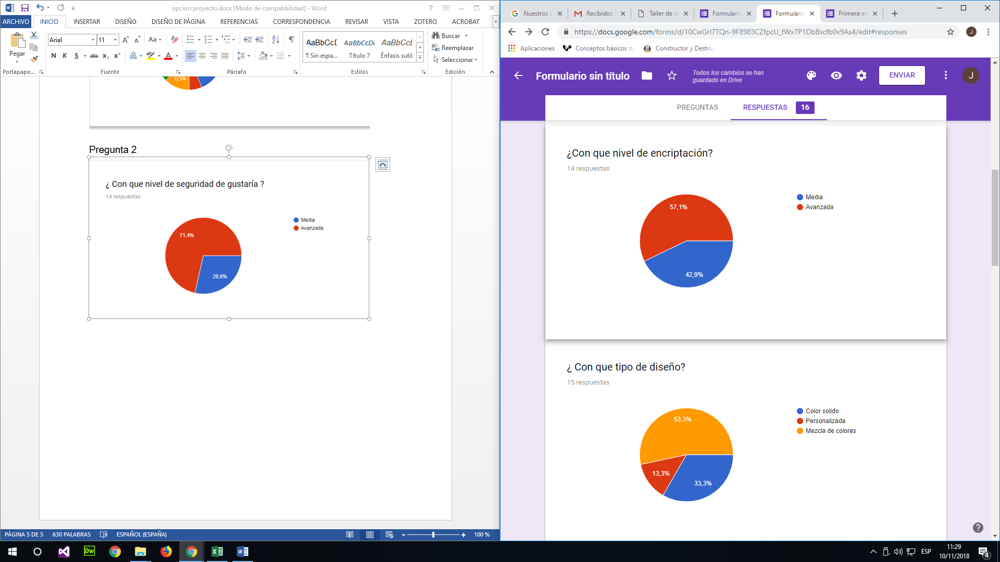 opcion proyecto.docx [Modo de compatibilidad] - Word
ARCHIVO INICIO INSERTAR DISEÑO DISEÑO DE PÁGINA REFERENCIAS CORRESPONDENCIA REVISAR VISTA ZOTERO ACROBAT
Pegar
Arial 11
Aa
N K S abc x₂ x² A ab A
AaBbCcI AaBbCcDc AaBbCcL
¶ Sin espa... Título 7 Énfasis sutil
Buscar
Reemplazar
Seleccionar
Portapape... Fuente Párrafo Estilos Edición
12,5%
Pregunta 2
¿ Con que nivel de seguridad de gustaría ?
14 respuestas
Media
Avanzada
71,4%
28,6%
PÁGINA 5 DE 5 630 PALABRAS ESPAÑOL (ESPAÑA) 100 %
Nuestros p Recibidos Taller de in Formulario Formulario Primera en
https://docs.google.com/forms/d/10CwGrI7TQn-9F8983CZfpcU_fWx7P1DbBscfb0v9As4/edit#responses J
Aplicaciones Conceptos básicos de Constructor y Destru
Formulario sin título
Todos los cambios se han
guardado en Drive
ENVIAR
J
PREGUNTAS RESPUESTAS 16
¿Con que nivel de encriptación?
14 respuestas
Media
Avanzada
57,1%
42,9%
¿ Con que tipo de diseño?
15 respuestas
Color solido
Personalizada
Mezcla de colores
53,3%
13,3%
33,3%
Dw
ESP
11:29
10/11/2018
4